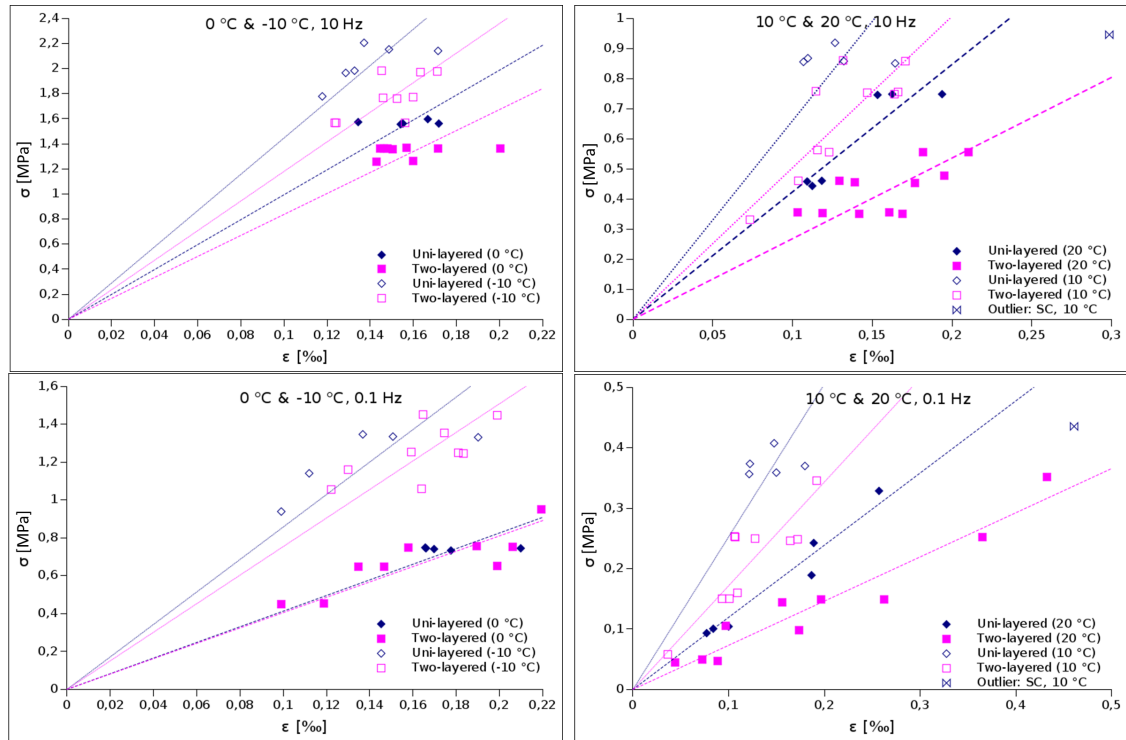 0 °C & -10 °C, 10 Hz
σ [MPa]
2,4
2,2
2
1,8
1,6
1,4
1,2
1
0,8
0,6
0,4
0,2
0
Uni-layered (0 °C)
Two-layered (0 °C)
Uni-layered (-10 °C)
Two-layered (-10 °C)
0 0,02 0,04 0,06 0,08 0,1 0,12 0,14 0,16 0,18 0,2 0,22
ε [‰]
10 °C & 20 °C, 10 Hz
σ [MPa]
1
0,9
0,8
0,7
0,6
0,5
0,4
0,3
0,2
0,1
0
Uni-layered (20 °C)
Two-layered (20 °C)
Uni-layered (10 °C)
Two-layered (10 °C)
Outlier: SC, 10 °C
0 0,05 0,1 0,15 0,2 0,25 0,3
ε [‰]
0 °C & -10 °C, 0.1 Hz
σ [MPa]
1,6
1,4
1,2
1
0,8
0,6
0,4
0,2
0
Uni-layered (0 °C)
Two-layered (0 °C)
Uni-layered (-10 °C)
Two-layered (-10 °C)
0 0,02 0,04 0,06 0,08 0,1 0,12 0,14 0,16 0,18 0,20 0,22
ε [‰]
10 °C & 20 °C, 0.1 Hz
σ [MPa]
0,5
0,4
0,3
0,2
0,1
0
Uni-layered (20 °C)
Two-layered (20 °C)
Uni-layered (10 °C)
Two-layered (10 °C)
Outlier: SC, 10 °C
0 0,1 0,2 0,3 0,4 0,5
ε [‰]